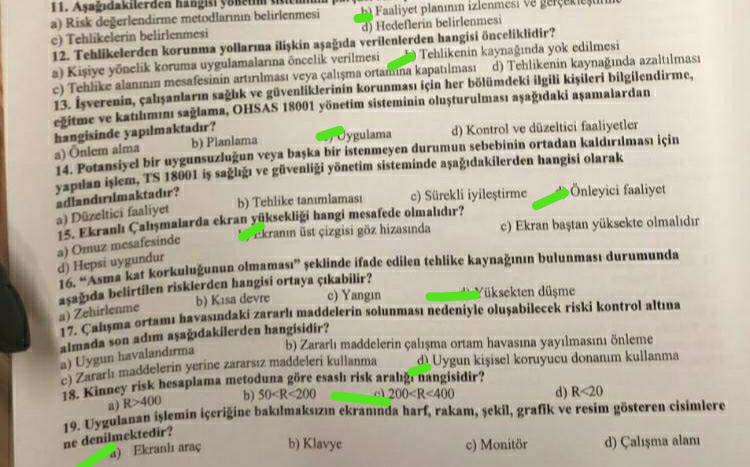 11. Aşağıdakilerden hangisi yönetim
a) Risk değerlendirme metodlarının belirlenmesi b) Faaliyet planının izlenmesi ve
c) Tehlikelerin belirlenmesi d) Hedeflerin belirlenmesi
12. Tehlikelerden korunma yollarına ilişkin aşağıda verilenlerden hangisi önceliklidir?
a) Kişiye yönelik koruma uygulamalarına öncelik verilmesi Tehlikenin kaynağında yok edilmesi
c) Tehlike alanının mesafesinin artırılması veya çalışma ortamına kapatılması d) Tehlikenin kaynağında azaltılması
13. İşverenin, çalışanların sağlık ve güvenliklerinin korunması için her bölümdeki ilgili kişileri bilgilendirme,
eğitme ve katılımını sağlama, OHSAS 18001 yönetim sisteminin oluşturulması aşağıdaki aşamalardan
hangisinde yapılmaktadır?
a) Önlem alma b) Planlama Uygulama d) Kontrol ve düzeltici faaliyetler
14. Potansiyel bir uygunsuzluğun veya başka bir istenmeyen durumun sebebinin ortadan kaldırılması için
yapılan işlem, TS 18001 iş sağlığı ve güvenliği yönetim sisteminde aşağıdakilerden hangisi olarak
adlandırılmaktadır?
a) Düzeltici faaliyet b) Tehlike tanımlaması c) Sürekli iyileştirme Önleyici faaliyet
15. Ekranlı Çalışmalarda ekran yüksekliği hangi mesafede olmalıdır?
a) Omuz mesafesinde Ekranın üst çizgisi göz hizasında c) Ekran baştan yüksekte olmalıdır
d) Hepsi uygundur
16. “Asma kat korkuluğunun olmaması” şeklinde ifade edilen tehlike kaynağının bulunması durumunda
aşağıda belirtilen risklerden hangisi ortaya çıkabilir?
a) Zehirlenme b) Kısa devre c) Yangın Yüksekten düşme
17. Çalışma ortamı havasındaki zararlı maddelerin solunması nedeniyle oluşabilecek riski kontrol altına
almada son adım aşağıdakilerden hangisidir?
a) Uygun havalandırma b) Zararlı maddelerin çalışma ortam havasına yayılmasını önleme
c) Zararlı maddelerin yerine zararsız maddeleri kullanma d) Uygun kişisel koruyucu donanım kullanma
18. Kinney risk hesaplama metoduna göre esaslı risk aralığı hangisidir?
a) R>400 b) 50<R<200 c) 200<R<400 d) R<20
19. Uygulanan işlemin içeriğine bakılmaksızın ekranında harf, rakam, şekil, grafik ve resim gösteren cisimlere
ne denilmektedir?
a) Ekranlı araç b) Klavye c) Monitör d) Çalışma alanı